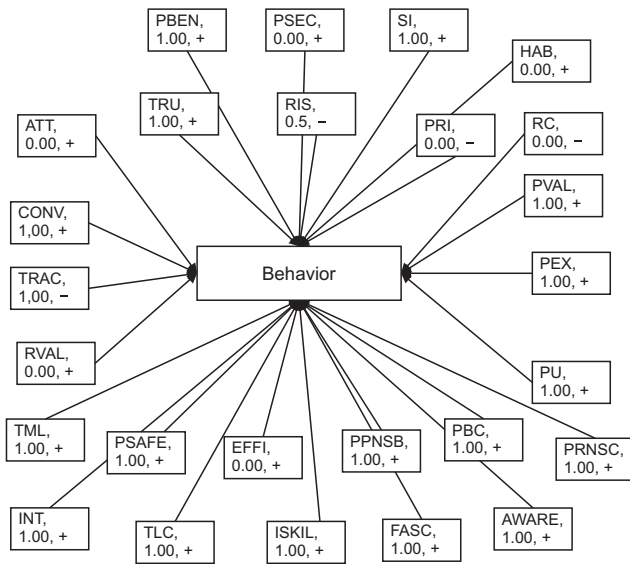 PBEN,
1.00, +
PSEC,
0.00, +
SI,
1.00, +
HAB,
0.00, +
TRU,
1.00, +
RIS,
0.5, –
PRI,
0.00, –
RC,
0.00, –
ATT,
0.00, +
PVAL,
1.00, +
CONV,
1,00, +
Behavior
PEX,
1.00, +
TRAC,
1,00, –
RVAL,
0.00, +
PU,
1.00, +
TML,
1.00, +
PSAFE,
1.00, +
EFFI,
0.00, +
PPNSB,
1.00, +
PBC,
1.00, +
PRNSC,
1.00, +
INT,
1.00, +
TLC,
1.00, +
ISKIL,
1.00, +
FASC,
1.00, +
AWARE,
1.00, +